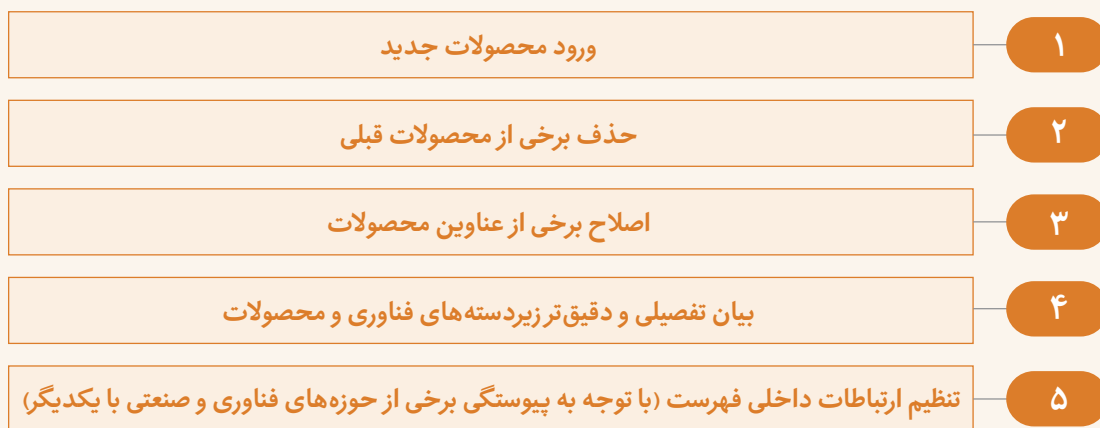 ۱
ورود محصولات جدید
۲
حذف برخی از محصولات قبلی
۳
اصلاح برخی از عناوین محصولات
۴
بیان تفصیلی و دقیق‌تر زیردسته‌های فناوری و محصولات
۵
تنظیم ارتباطات داخلی فهرست (با توجه به پیوستگی برخی از حوزه‌های فناوری و صنعتی با یکدیگر)